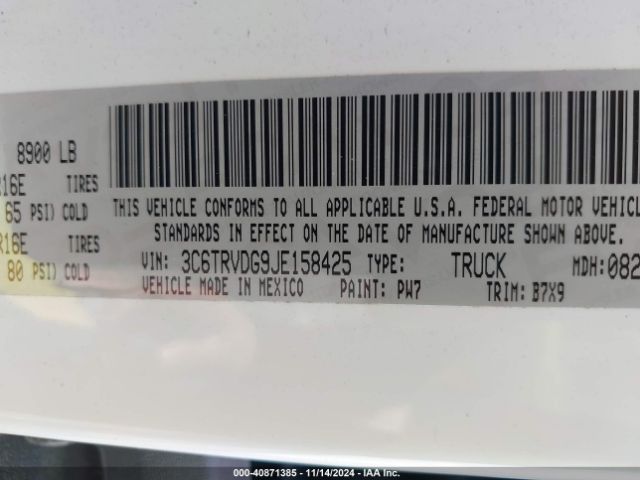 8900 LB
R16E TIRES
65 PSI) COLD
R16E TIRES
80 PSI) COLD
THIS VEHICLE CONFORMS TO ALL APPLICABLE U.S.A. FEDERAL MOTOR VEHICL
STANDARDS IN EFFECT ON THE DATE OF MANUFACTURE SHOWN ABOVE.
VIN: 3C6TRVDG9JE158425 TYPE: TRUCK MDH: 082
VEHICLE MADE IN MEXICO PAINT: PW7 TRIM: B7X9
000-40871385 | 11/14/2024 - IAAI.COM